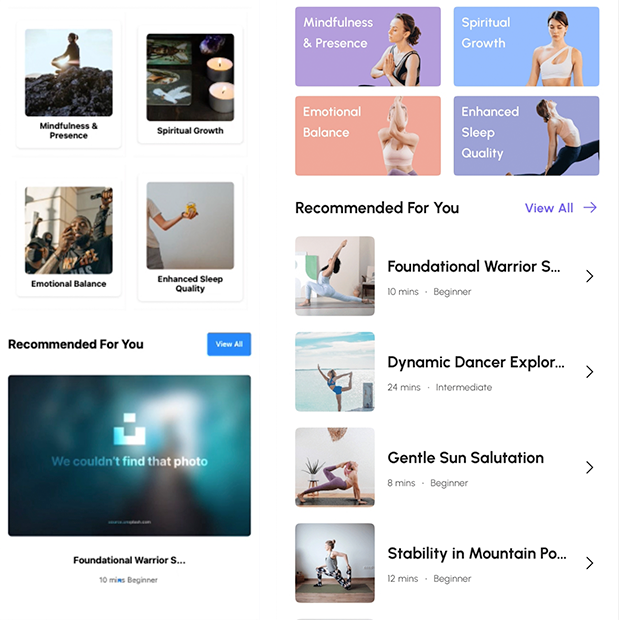 Mindfulness &
Presence
Spiritual Growth
Emotional Balance
Enhanced Sleep
Quality
Recommended For You
View All
We couldn't find that photo
source.unsplash.com
Foundational Warrior S...
10 mins Beginner
Mindfulness
& Presence
Spiritual
Growth
Emotional
Balance
Enhanced
Sleep
Quality
Recommended For You
View All
Foundational Warrior S...
10 mins · Beginner
Dynamic Dancer Explor...
24 mins · Intermediate
Gentle Sun Salutation
8 mins · Beginner
Stability in Mountain Po...
12 mins · Beginner